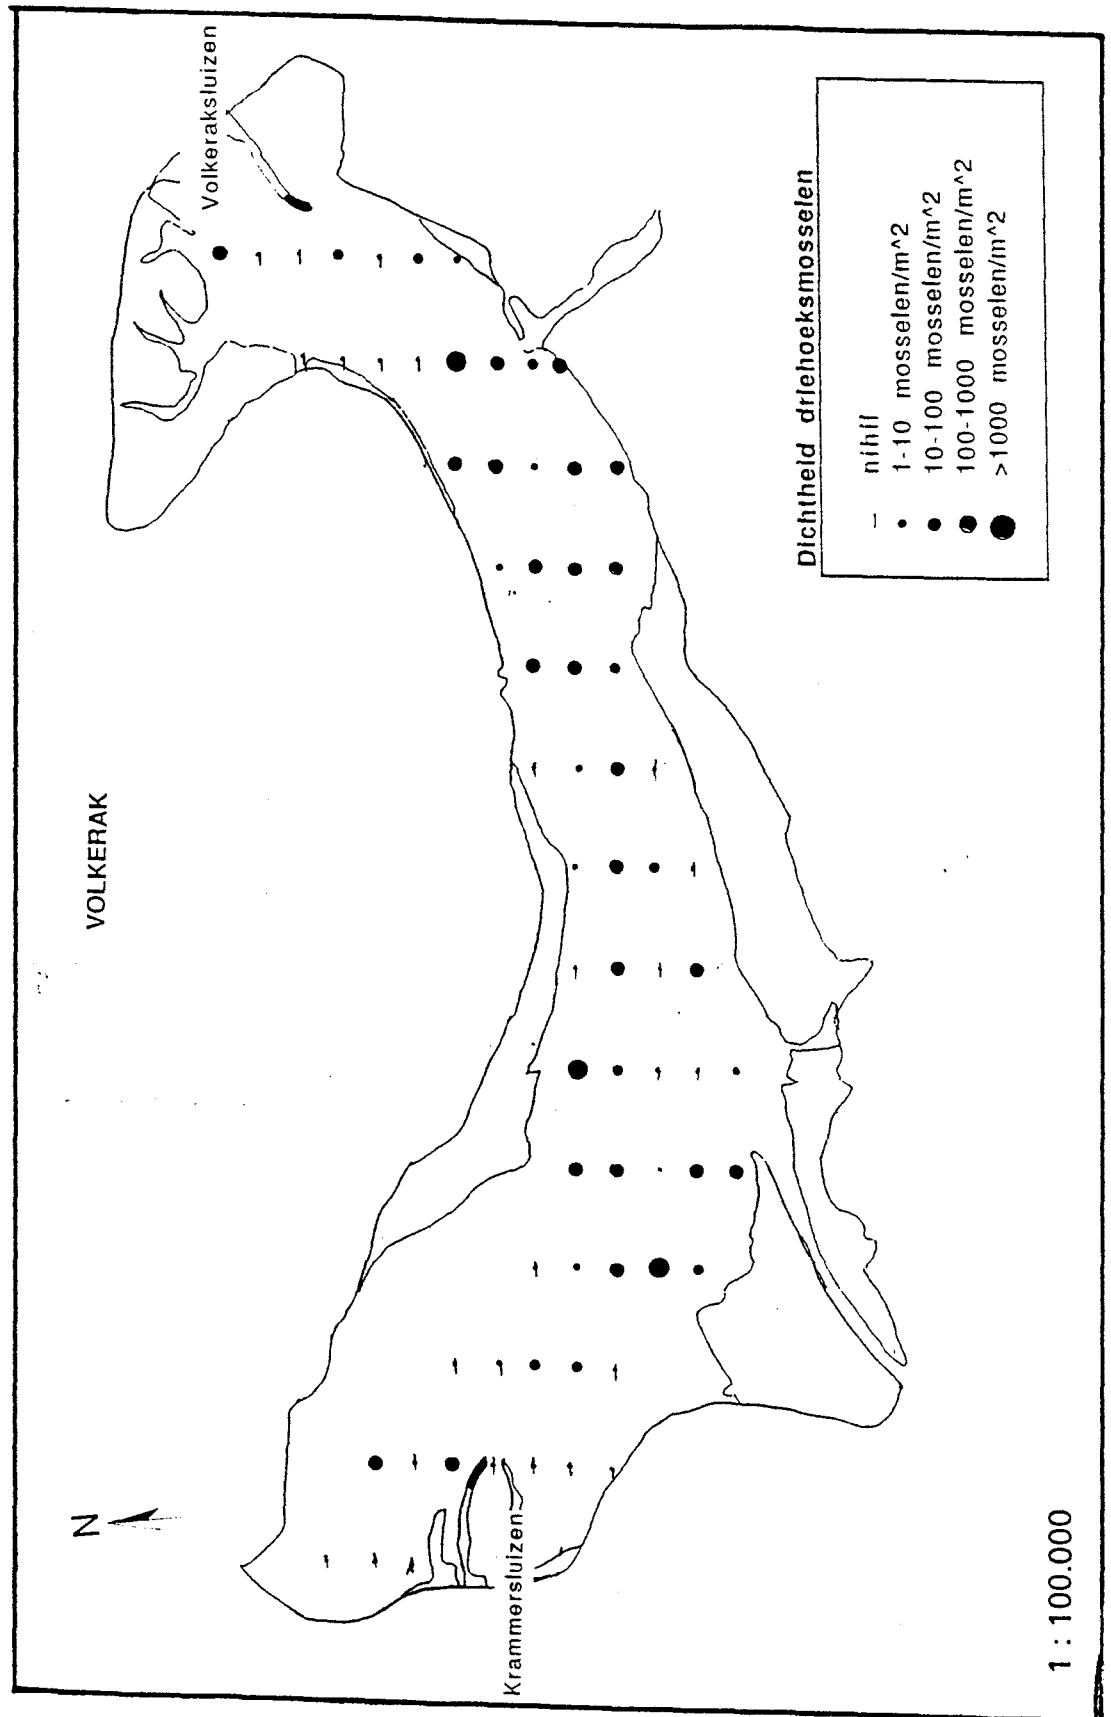 VOLKERAK
Volkeraksluizen
N
Krammersluizen
Dichtheid driehoeksmosselen
nihil
1-10 mosselen/m^2
10-100 mosselen/m^2
100-1000 mosselen/m^2
>1000 mosselen/m^2
1 : 100.000